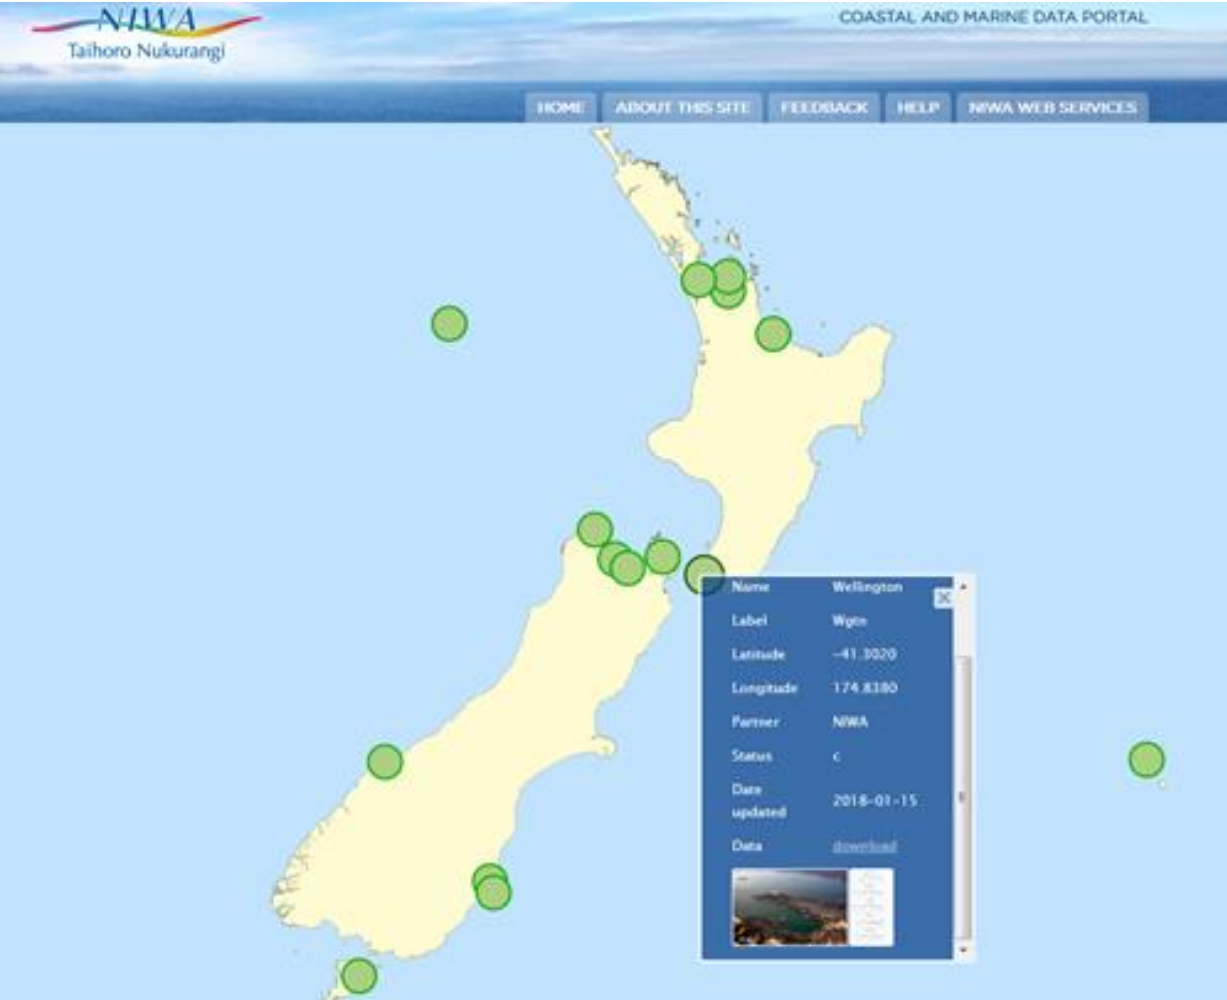 NIWA
Taihoro Nukurangi
COASTAL AND MARINE DATA PORTAL
HOME ABOUT THIS SITE FEEDBACK HELP NIWA WEB SERVICES
Name Wellington
Label Wgtn
Latitude -41.3020
Longitude 174.8380
Partner NIWA
Status c
Date
updated 2018-01-15
Data download